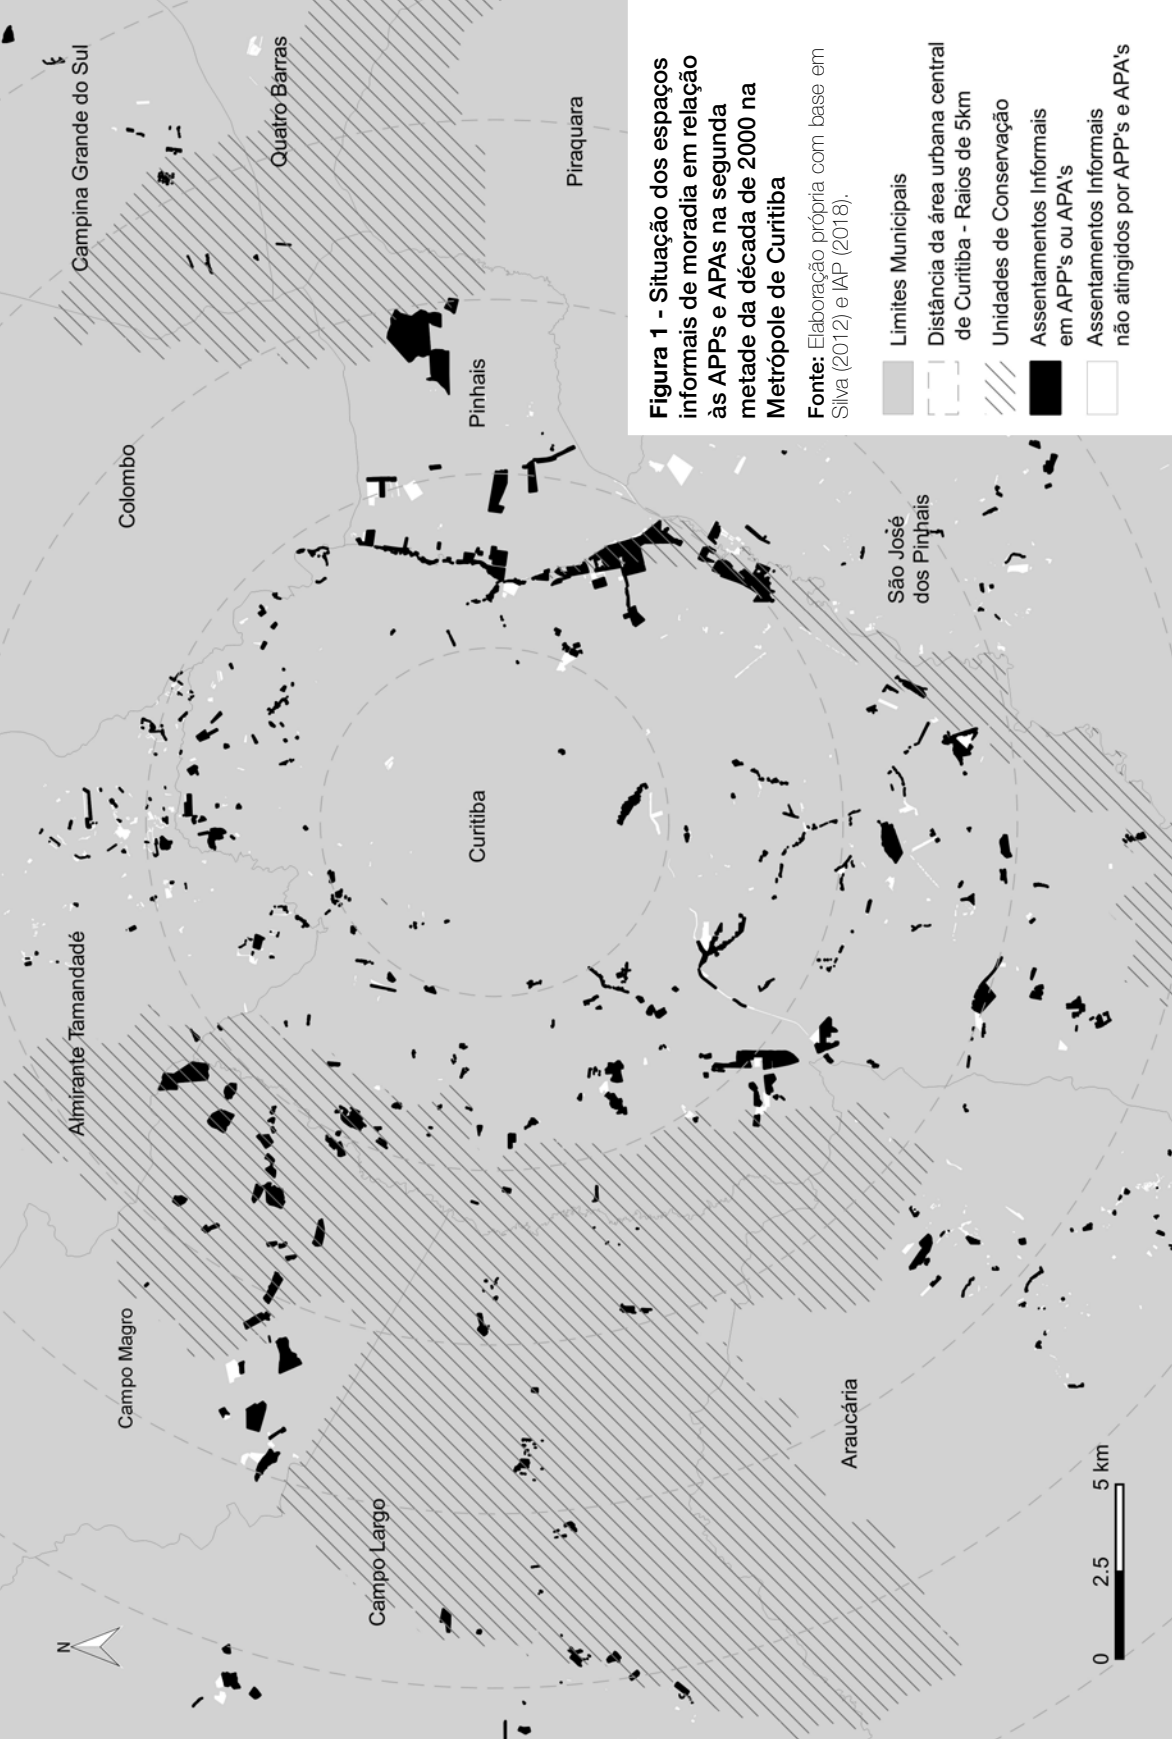 Figura 1 - Situação dos espaços
informais de moradia em relação
às APPs e APAs na segunda
metade da década de 2000 na
Metrópole de Curitiba
Fonte: Elaboração própria com base em
Silva (2012) e IAP (2018).
Limites Municipais
Distância da área urbana central
de Curitiba - Raios de 5km
Unidades de Conservação
Assentamentos Informais
em APP's ou APA's
Assentamentos Informais
não atingidos por APP's e APA's
N
Campo Magro
Almirante Tamandadé
Colombo
Campina Grande do Sul
Quatro Barras
Campo Largo
Curitiba
Pinhais
Piraquara
Araucária
São José
dos Pinhais
0 2.5 5 km